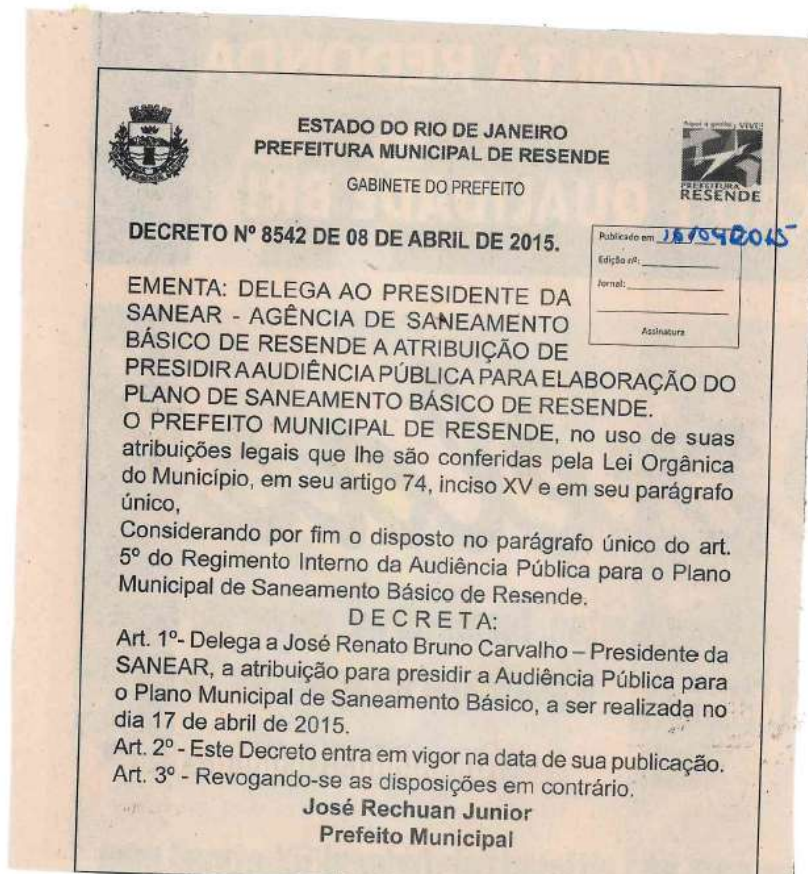 ESTADO DO RIO DE JANEIRO
PREFEITURA MUNICIPAL DE RESENDE
GABINETE DO PREFEITO
PREFEITURA
RESENDE
DECRETO Nº 8542 DE 08 DE ABRIL DE 2015.
Publicado em
Edição nº:
Jornal:
Assinatura
EMENTA: DELEGA AO PRESIDENTE DA
SANEAR - AGÊNCIA DE SANEAMENTO
BÁSICO DE RESENDE A ATRIBUIÇÃO DE
PRESIDIR A AUDIÊNCIA PÚBLICA PARA ELABORAÇÃO DO
PLANO DE SANEAMENTO BÁSICO DE RESENDE.
O PREFEITO MUNICIPAL DE RESENDE, no uso de suas
atribuições legais que lhe são conferidas pela Lei Orgânica
do Município, em seu artigo 74, inciso XV e em seu parágrafo
único,
Considerando por fim o disposto no parágrafo único do art.
5º do Regimento Interno da Audiência Pública para o Plano
Municipal de Saneamento Básico de Resende.
D E C R E T A:
Art. 1º- Delega a José Renato Bruno Carvalho – Presidente da
SANEAR, a atribuição para presidir a Audiência Pública para
o Plano Municipal de Saneamento Básico, a ser realizada no
dia 17 de abril de 2015.
Art. 2º - Este Decreto entra em vigor na data de sua publicação.
Art. 3º - Revogando-se as disposições em contrário.
José Rechuan Junior
Prefeito Municipal